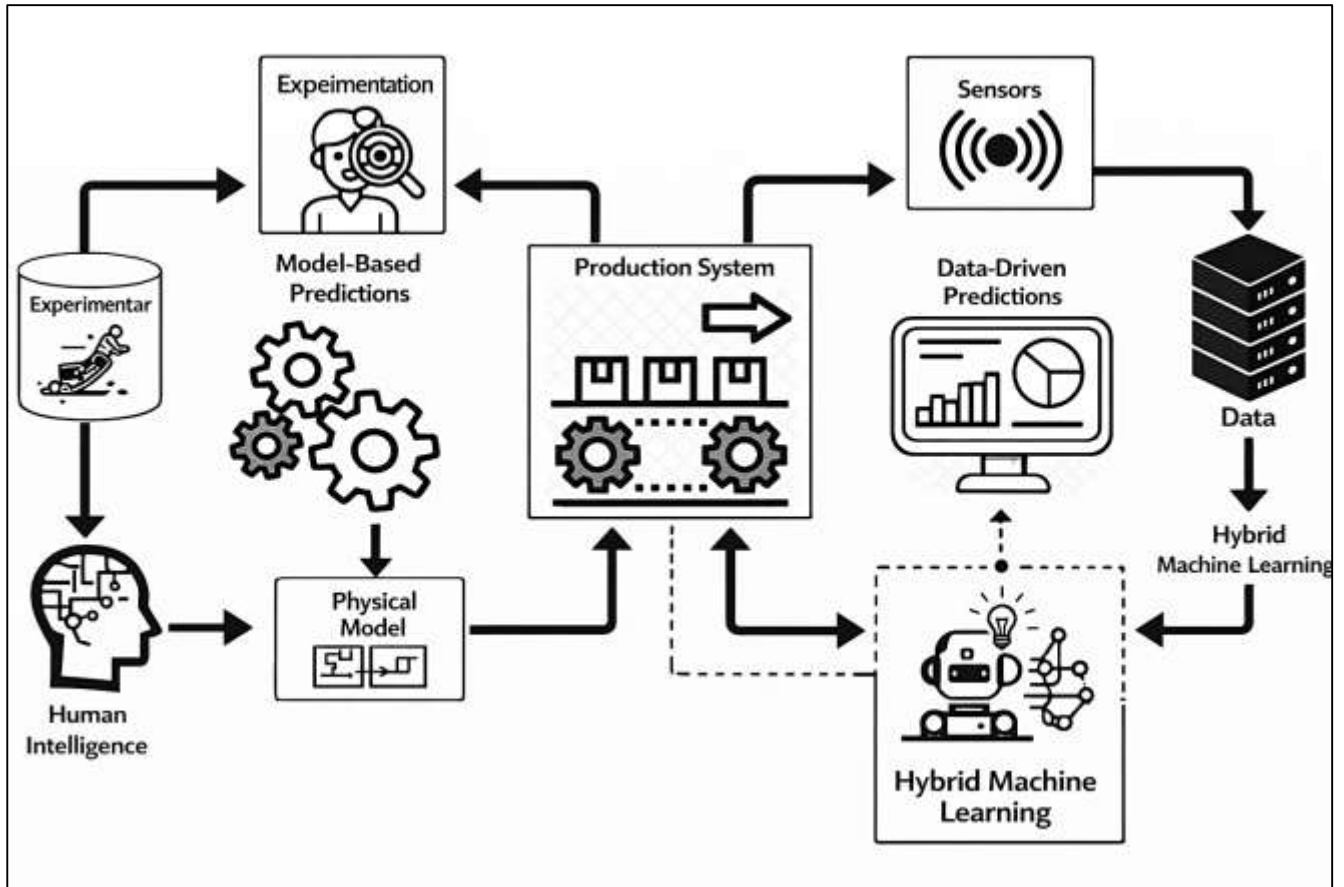 Expeimentation
Sensors
Model-Based
Predictions
Production System
Data-Driven
Predictions
Experimentar
Data
Hybrid
Machine Learning
Physical
Model
Human
Intelligence
Hybrid Machine
Learning